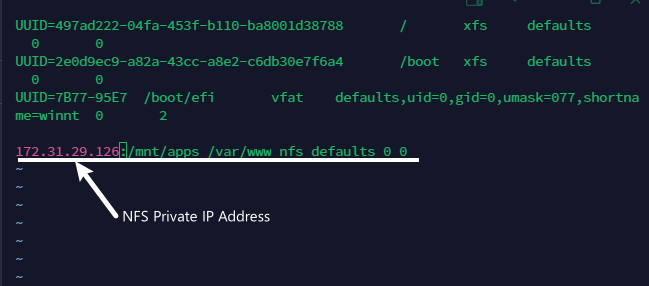 UUID=497ad222-04fa-453f-b110-ba8001d38788 / xfs defaults
0 0
UUID=2e0d9ec9-a82a-43cc-a8e2-c6db30e7f6a4 /boot xfs defaults
0 0
UUID=7B77-95E7 /boot/efi vfat defaults,uid=0,gid=0,umask=077,shortna
me=winnt 0 2
172.31.29.126:/mnt/apps /var/www nfs defaults 0 0
~
~
~
NFS Private IP Address
~
~
~
~